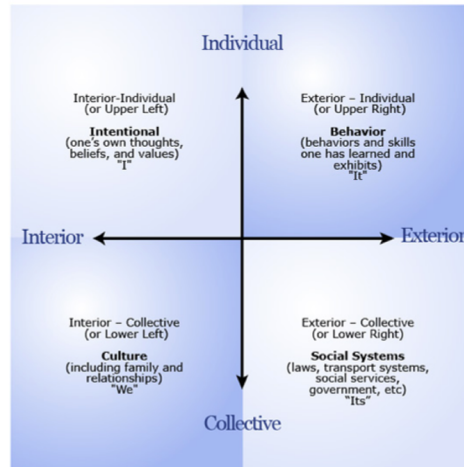 Individual
Interior-Individual
(or Upper Left)
Intentional
(one's own thoughts,
beliefs, and values)
"I"
Exterior – Individual
(or Upper Right)
Behavior
(behaviors and skills
one has learned and
exhibits)
"It"
Interior
Exterior
Interior – Collective
(or Lower Left)
Culture
(including family and
relationships)
"We"
Exterior – Collective
(or Lower Right)
Social Systems
(laws, transport systems,
social services,
government, etc)
"Its"
Collective